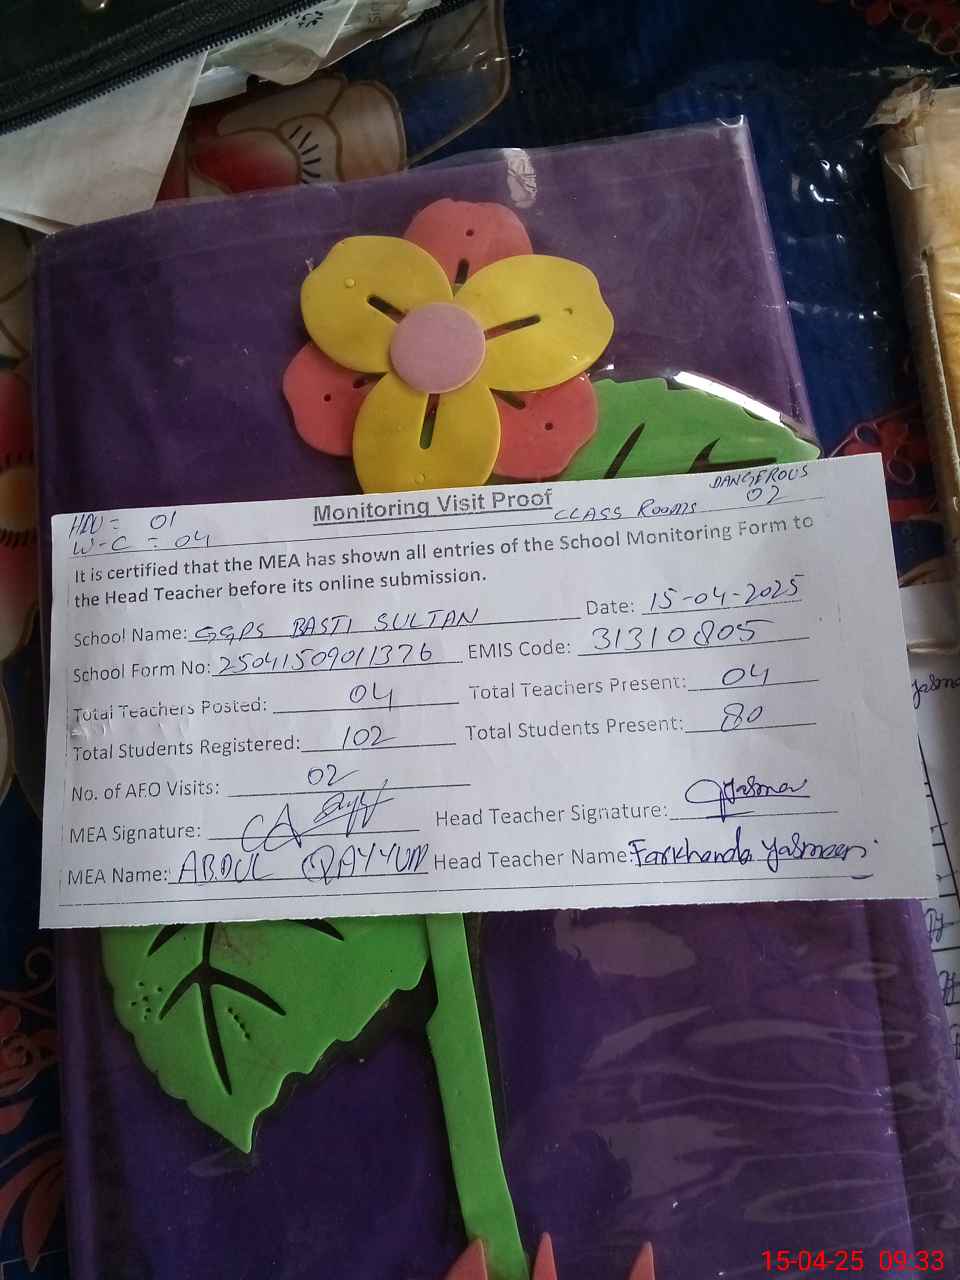 HDU = 01
W-C = 04
Monitoring Visit Proof
CLASS ROOMS
DANGEROUS
02
It is certified that the MEA has shown all entries of the School Monitoring Form to
the Head Teacher before its online submission.
School Name: GGPS BASTI SULTAN Date: 15-04-2025
School Form No: 25041509011376 EMIS Code: 31310805
Total Teachers Posted: 04 Total Teachers Present: 04
Total Students Registered: 102 Total Students Present: 80
No. of AEO Visits: 02
MEA Signature: Head Teacher Signature:
MEA Name: ABDUL QAYYUM Head Teacher Name: Farkhanda Yasmeen
15-04-25 09:33